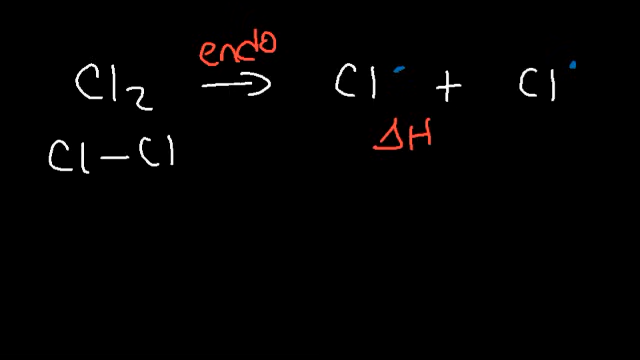 endo
Cl₂ → Cl· + Cl·
Cl—Cl
ΔH